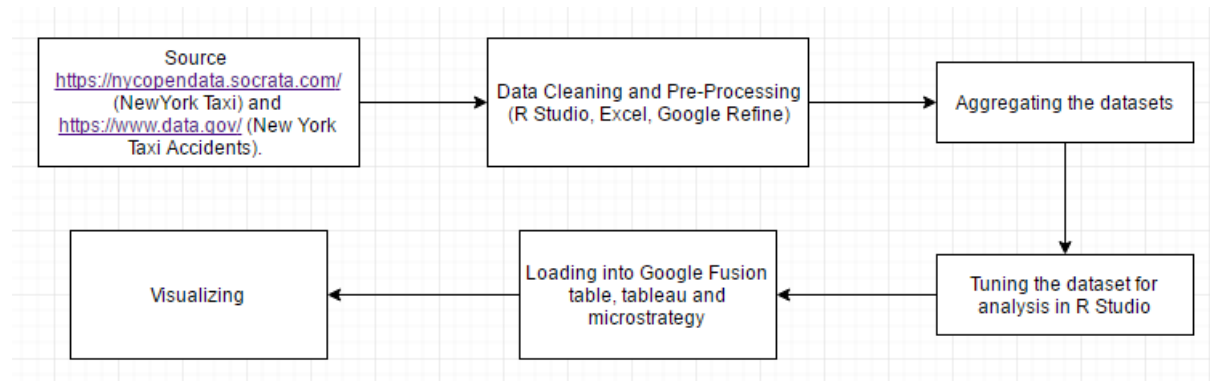 Source
https://nycopendata.socrata.com/
(NewYork Taxi) and
https://www.data.gov/ (New York
Taxi Accidents).
Data Cleaning and Pre-Processing
(R Studio, Excel, Google Refine)
Aggregating the datasets
Tuning the dataset for
analysis in R Studio
Loading into Google Fusion
table, tableau and
microstrategy
Visualizing